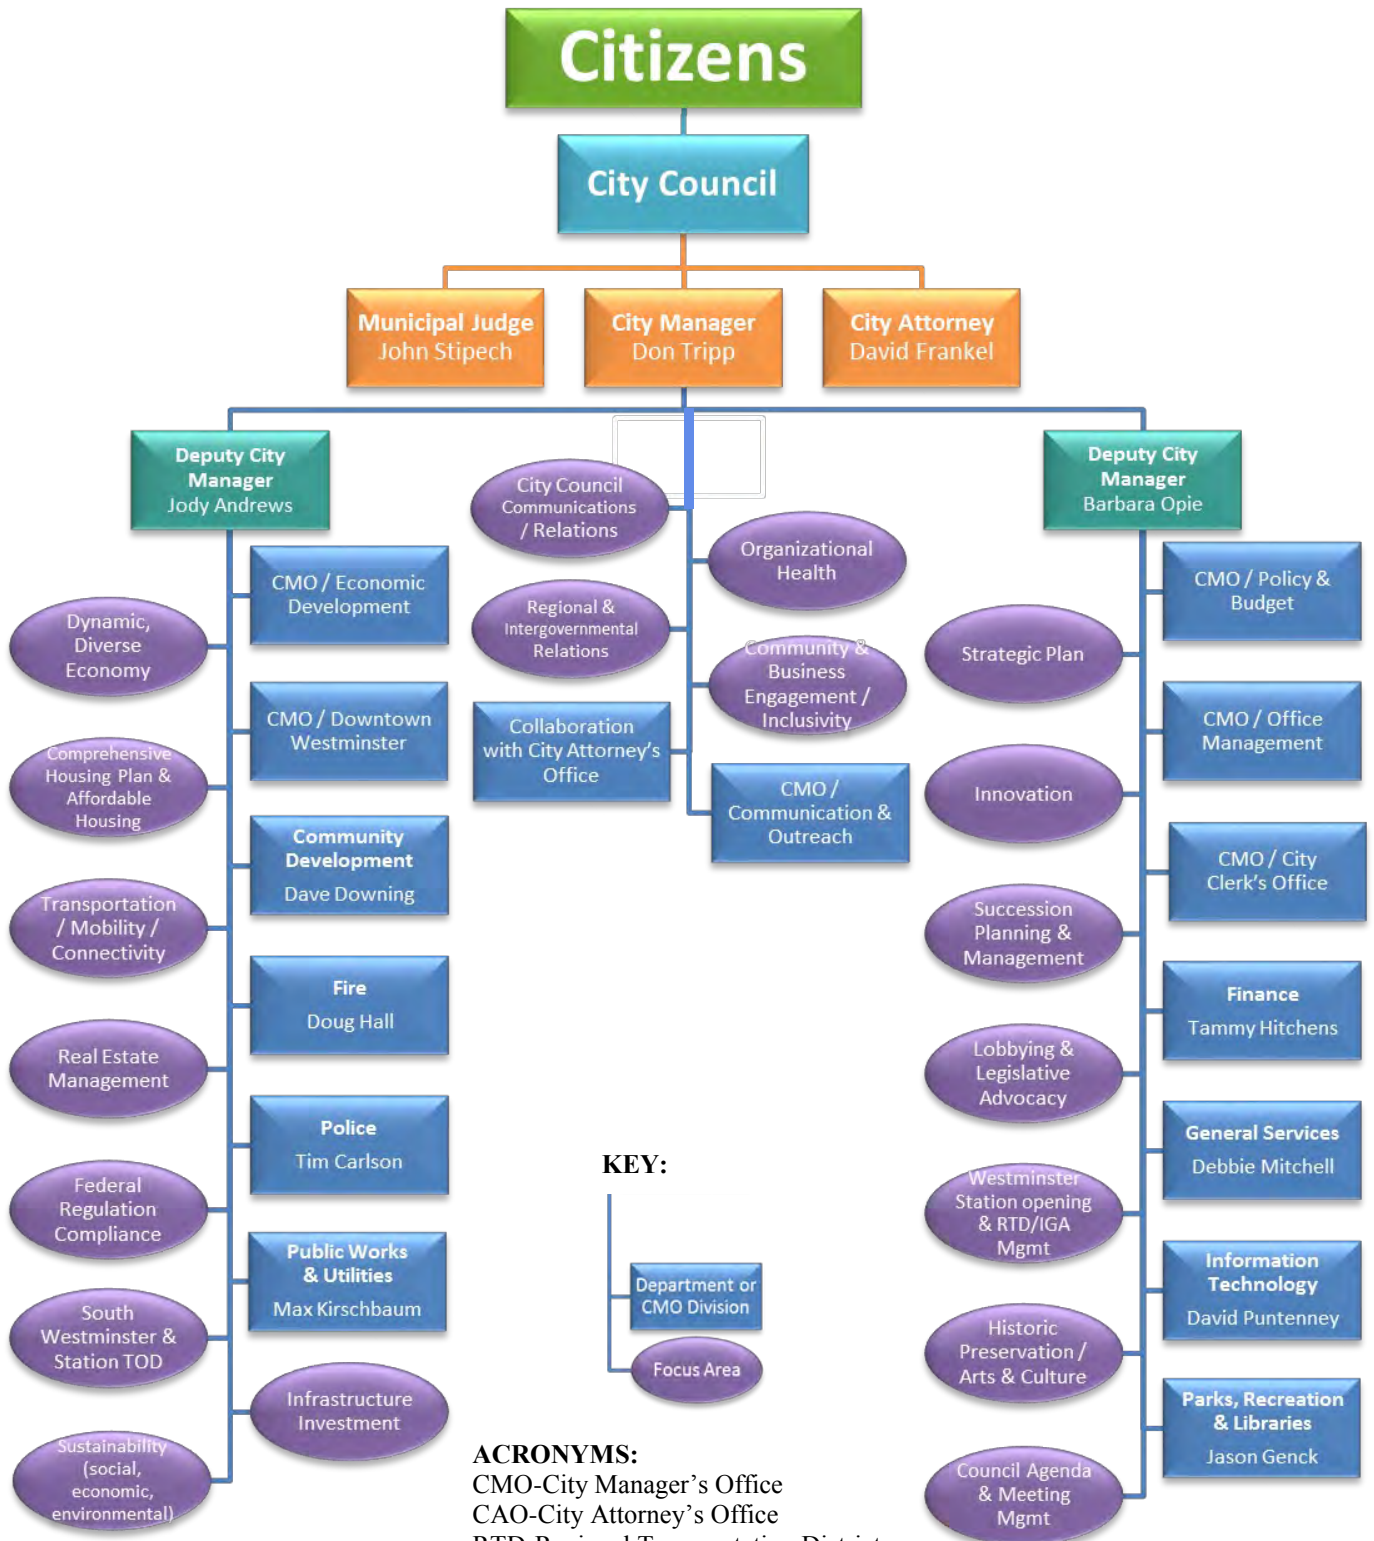 Citizens
City Council
Municipal Judge
John Stipech
City Manager
Don Tripp
City Attorney
David Frankel
Deputy City
Manager
Jody Andrews
CMO / Economic
Development
Dynamic,
Diverse
Economy
CMO / Downtown
Westminster
Comprehensive
Housing Plan &
Affordable
Housing
Community
Development
Dave Downing
Transportation
/ Mobility /
Connectivity
Fire
Doug Hall
Real Estate
Management
Police
Tim Carlson
Federal
Regulation
Compliance
Public Works
& Utilities
Max Kirschbaum
South
Westminster &
Station TOD
Infrastructure
Investment
Sustainability
(social,
economic,
environmental)
City Council
Communications
/ Relations
Organizational
Health
Regional &
Intergovernmental
Relations
Community &
Business
Engagement /
Inclusivity
Collaboration
with City Attorney's
Office
CMO /
Communication &
Outreach
Deputy City
Manager
Barbara Opie
CMO / Policy &
Budget
Strategic Plan
CMO / Office
Management
Innovation
CMO / City
Clerk's Office
Succession
Planning &
Management
Finance
Tammy Hitchens
Lobbying &
Legislative
Advocacy
General Services
Debbie Mitchell
Westminster
Station opening
& RTD/IGA
Mgmt
Information
Technology
David Puntenney
Historic
Preservation /
Arts & Culture
Parks, Recreation
& Libraries
Jason Genck
Council Agenda
& Meeting
Mgmt
KEY:
Department or
CMO Division
Focus Area
ACRONYMS:
CMO-City Manager's Office
CAO-City Attorney's Office
RTD-Regional Transportation District